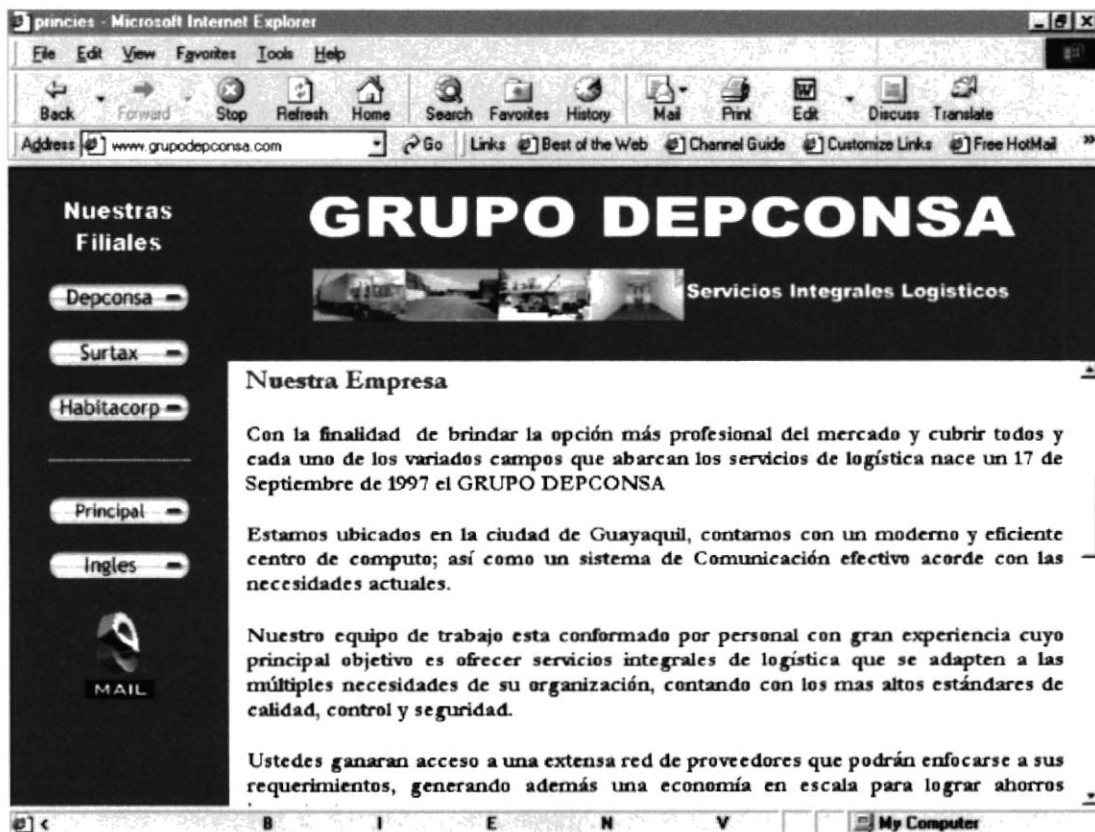 princies - Microsoft Internet Explorer
File Edit View Favorites Tools Help
Back Forward Stop Refresh Home Search Favorites History Mail Print Edit Discuss Translate
Address www.grupodepconsa.com Go Links Best of the Web Channel Guide Customize Links Free HotMail »
Nuestras
Filiales
Depconsa
Surtax
Habitacorp
Principal
Ingles
MAIL
GRUPO DEPCONSA
Servicios Integrales Logisticos
Nuestra Empresa
Con la finalidad de brindar la opción más profesional del mercado y cubrir todos y
cada uno de los variados campos que abarcan los servicios de logística nace un 17 de
Septiembre de 1997 el GRUPO DEPCONSA
Estamos ubicados en la ciudad de Guayaquil, contamos con un moderno y eficiente
centro de computo; así como un sistema de Comunicación efectivo acorde con las
necesidades actuales.
Nuestro equipo de trabajo esta conformado por personal con gran experiencia cuyo
principal objetivo es ofrecer servicios integrales de logística que se adapten a las
múltiples necesidades de su organización, contando con los mas altos estándares de
calidad, control y seguridad.
Ustedes ganaran acceso a una extensa red de proveedores que podrán enfocarse a sus
requerimientos, generando además una economía en escala para lograr ahorros
< B I E N V My Computer